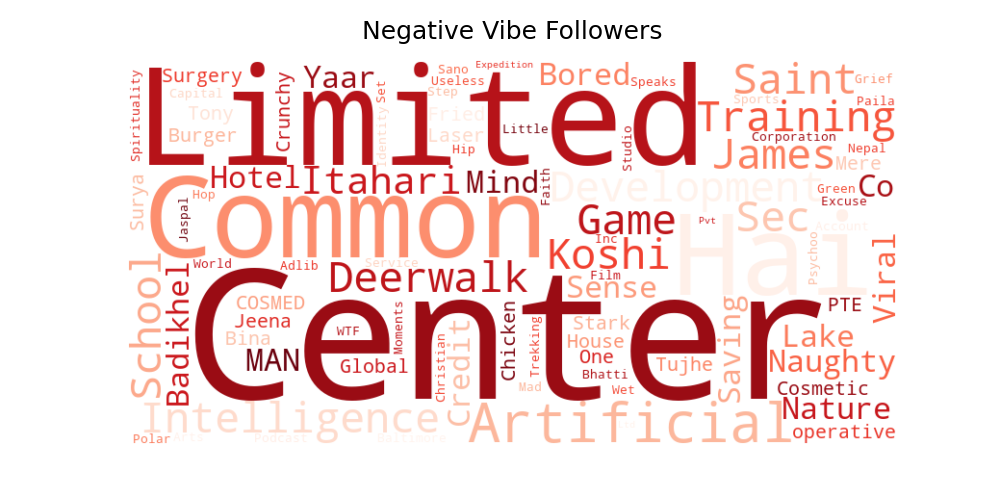 Negative Vibe Followers
Limited
Center
Common
Hai
Artificial
Intelligence
Development
Saint
Training
James
Bored
Yaar
Surgery
Burger
Tony
Capital
Crunchy
Spirituality
Sano
Useless
Step
Expedition
Fried
Laser
Hip
Set
Identity
Little
Speaks
Studio
Sports
Grief
Paila
Corporation
Nepal
Mere
Co
Green
Excuse
Hotel
Itahari
Mind
Faith
Surya
Hop
Jaspal
Game
Sec
Pvt
Account
Koshi
Inc
Film
Sense
Psychoo
Viral
School
Badikhel
World
Adlib
Service
Deerwalk
COSMED
Jeena
Bina
MAN
WTF
Global
Moments
Christian
Credit
Chicken
Trekking
Stark
House
One
Bhatti
Mad
Wet
Tujhe
Saving
PTE
Lake
Naughty
Cosmetic
Nature
operative
Polar
Arts
Podcast
Baltimore